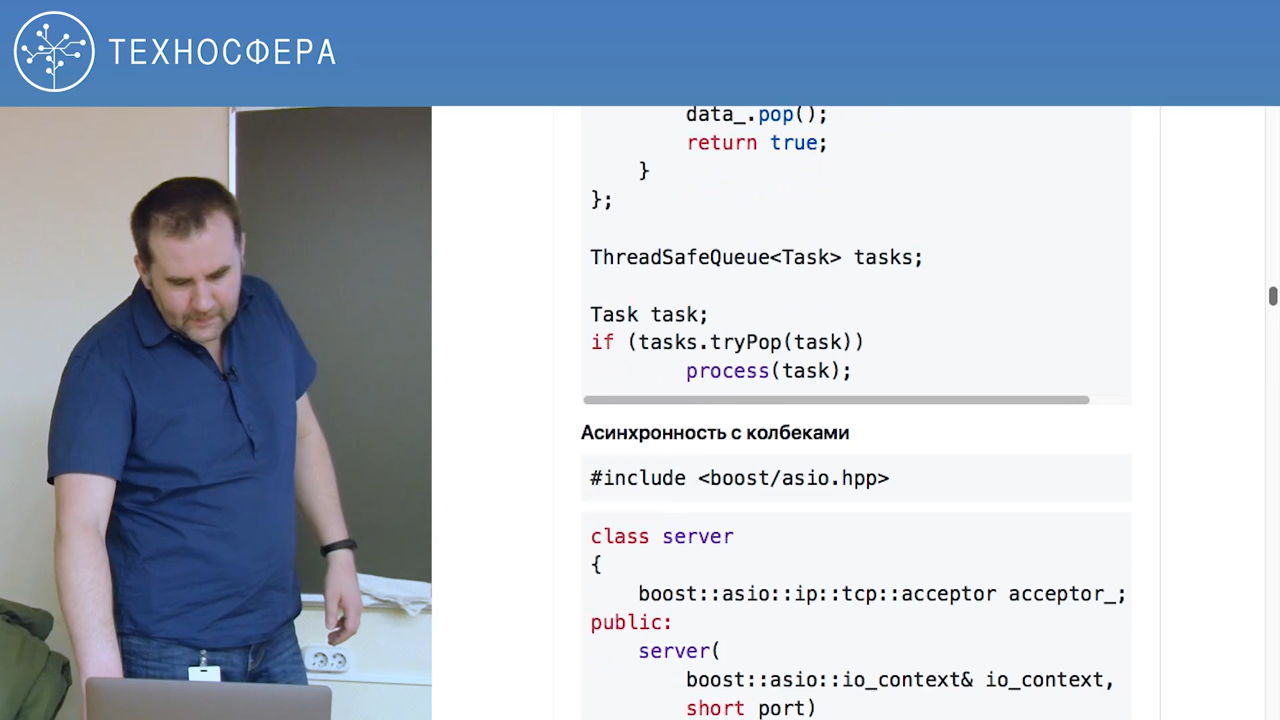 ТЕХНОСФЕРА
data_.pop();
return true;
}
};
ThreadSafeQueue<Task> tasks;
Task task;
if (tasks.tryPop(task))
process(task);
Асинхронность с колбеками
#include <boost/asio.hpp>
class server
{
boost::asio::ip::tcp::acceptor acceptor_;
public:
server(
boost::asio::io_context& io_context,
short port)